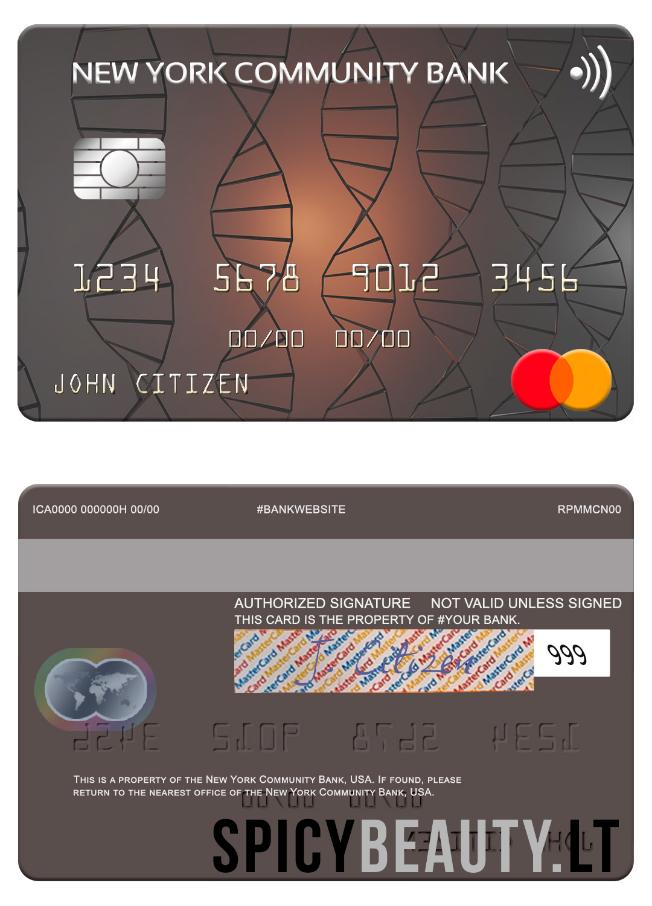 NEW YORK COMMUNITY BANK
1234 5678 9012 3456
00/00 00/00
JOHN CITIZEN
ICA0000 000000H 00/00 #BANKWEBSITE RPMMCN00
AUTHORIZED SIGNATURE NOT VALID UNLESS SIGNED
THIS CARD IS THE PROPERTY OF #YOUR BANK.
J Citizen 999
THIS IS A PROPERTY OF THE NEW YORK COMMUNITY BANK, USA. IF FOUND, PLEASE
RETURN TO THE NEAREST OFFICE OF THE NEW YORK COMMUNITY BANK, USA.
SPICYBEAUTY.LT